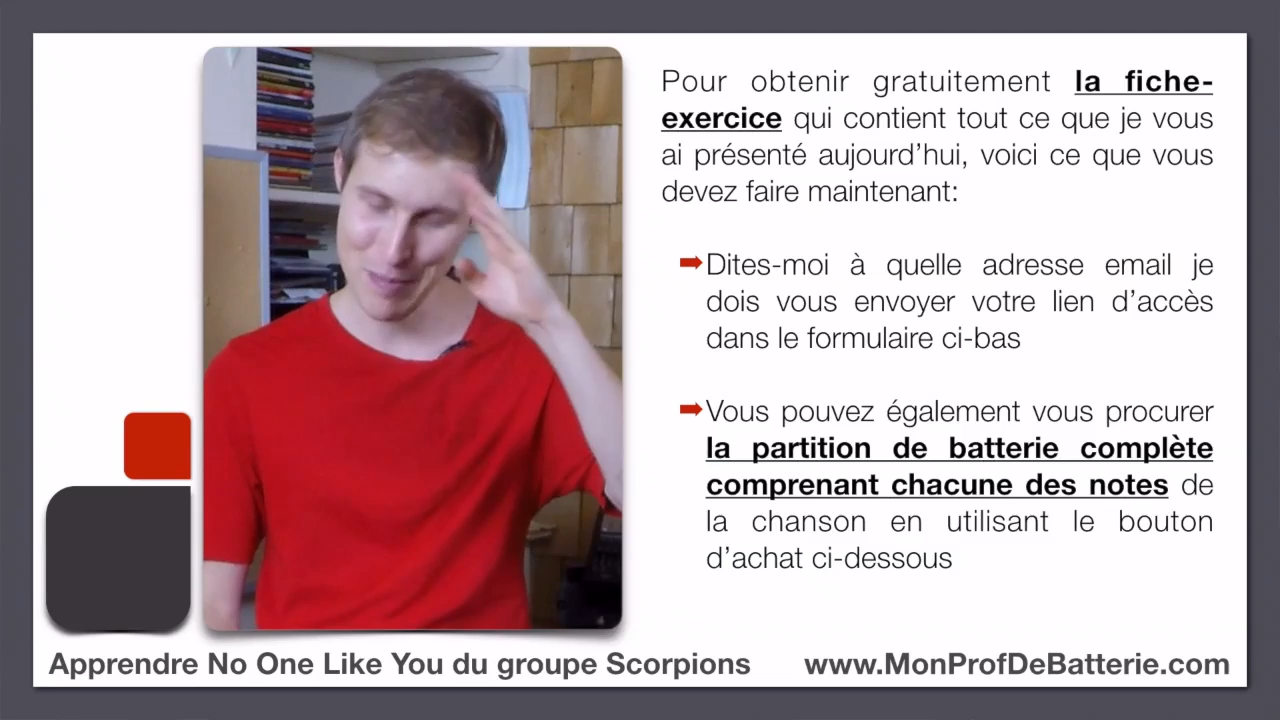 Pour obtenir gratuitement la fiche-
exercice qui contient tout ce que je vous
ai présenté aujourd’hui, voici ce que vous
devez faire maintenant:
➡Dites-moi à quelle adresse email je
dois vous envoyer votre lien d’accès
dans le formulaire ci-bas
➡Vous pouvez également vous procurer
la partition de batterie complète
comprenant chacune des notes de
la chanson en utilisant le bouton
d’achat ci-dessous
Apprendre No One Like You du groupe Scorpions
www.MonProfDeBatterie.com